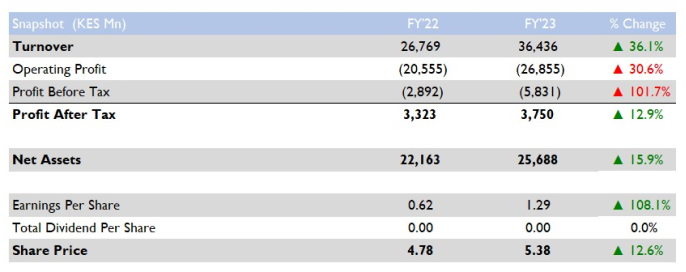 Snapshot (KES Mn) FY'22 FY'23 % Change
Turnover 26,769 36,436 ▲ 36.1%
Operating Profit (20,555) (26,855) ▲ 30.6%
Profit Before Tax (2,892) (5,831) ▲ 101.7%
Profit After Tax 3,323 3,750 ▲ 12.9%
Net Assets 22,163 25,688 ▲ 15.9%
Earnings Per Share 0.62 1.29 ▲ 108.1%
Total Dividend Per Share 0.00 0.00 0.0%
Share Price 4.78 5.38 ▲ 12.6%